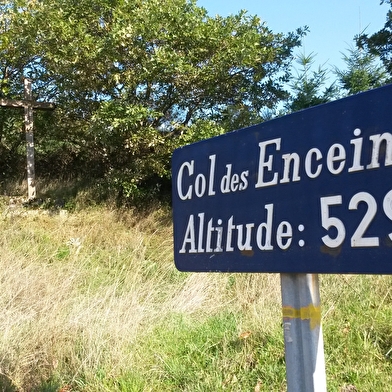 Col des Encein
Altitude: 529